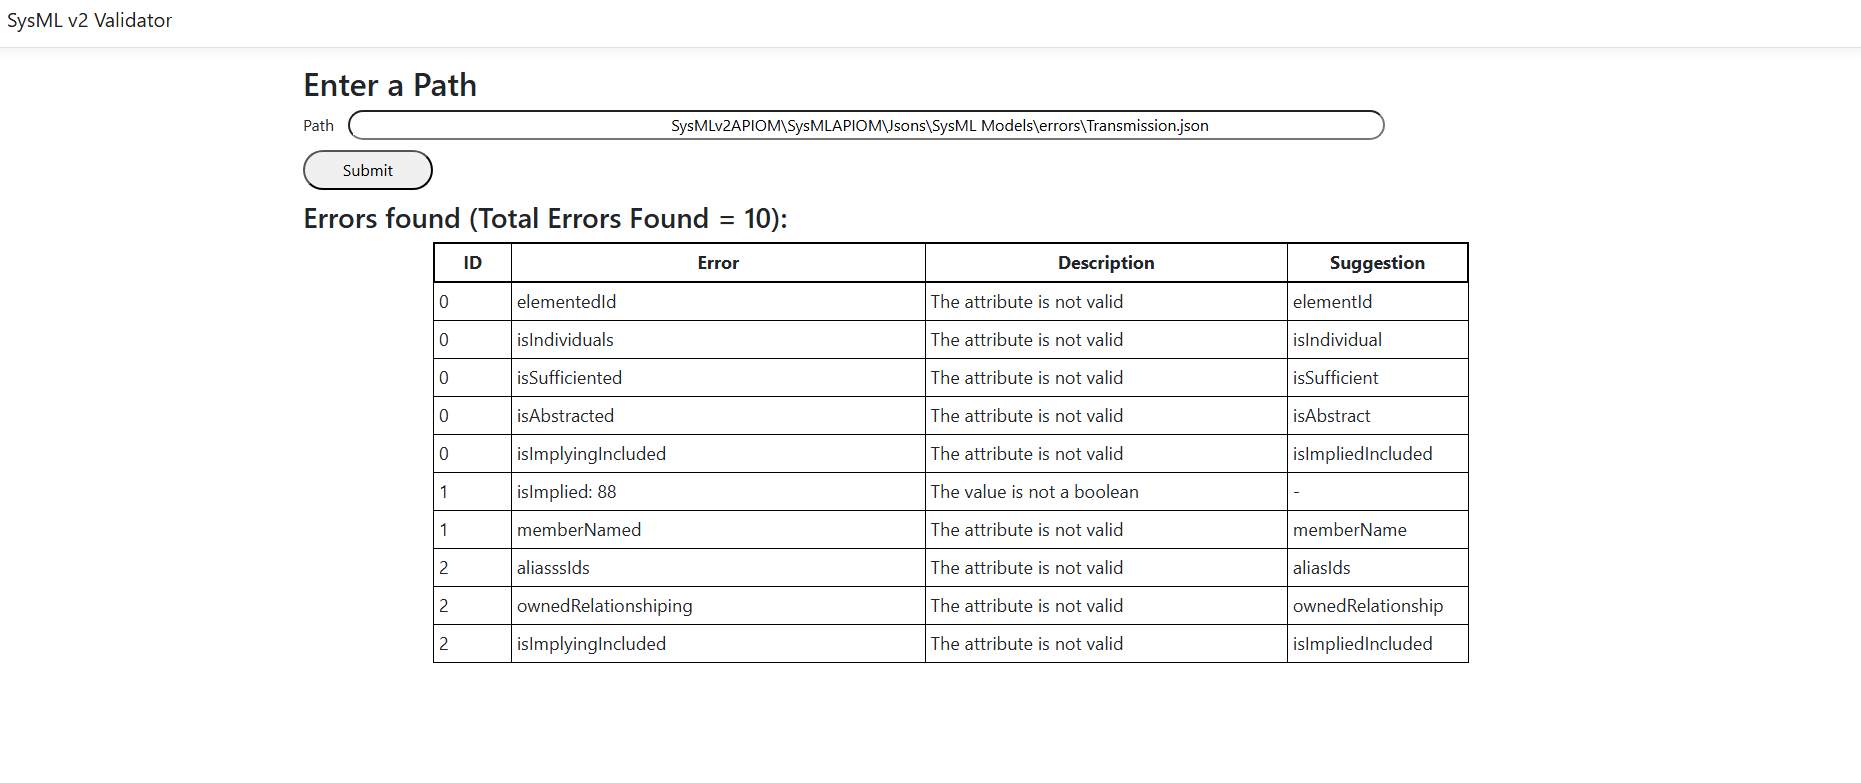 SysML v2 Validator
Enter a Path
Path SysMLv2APIOM\SysMLAPIOM\Jsons\SysML Models\errors\Transmission.json
Submit
Errors found (Total Errors Found = 10):
ID Error Description Suggestion
0 elementedId The attribute is not valid elementId
0 isIndividuals The attribute is not valid isIndividual
0 isSufficiented The attribute is not valid isSufficient
0 isAbstracted The attribute is not valid isAbstract
0 isImplyingIncluded The attribute is not valid isImpliedIncluded
1 isImplied: 88 The value is not a boolean -
1 memberNamed The attribute is not valid memberName
2 aliasssIds The attribute is not valid aliasIds
2 ownedRelationshiping The attribute is not valid ownedRelationship
2 isImplyingIncluded The attribute is not valid isImpliedIncluded